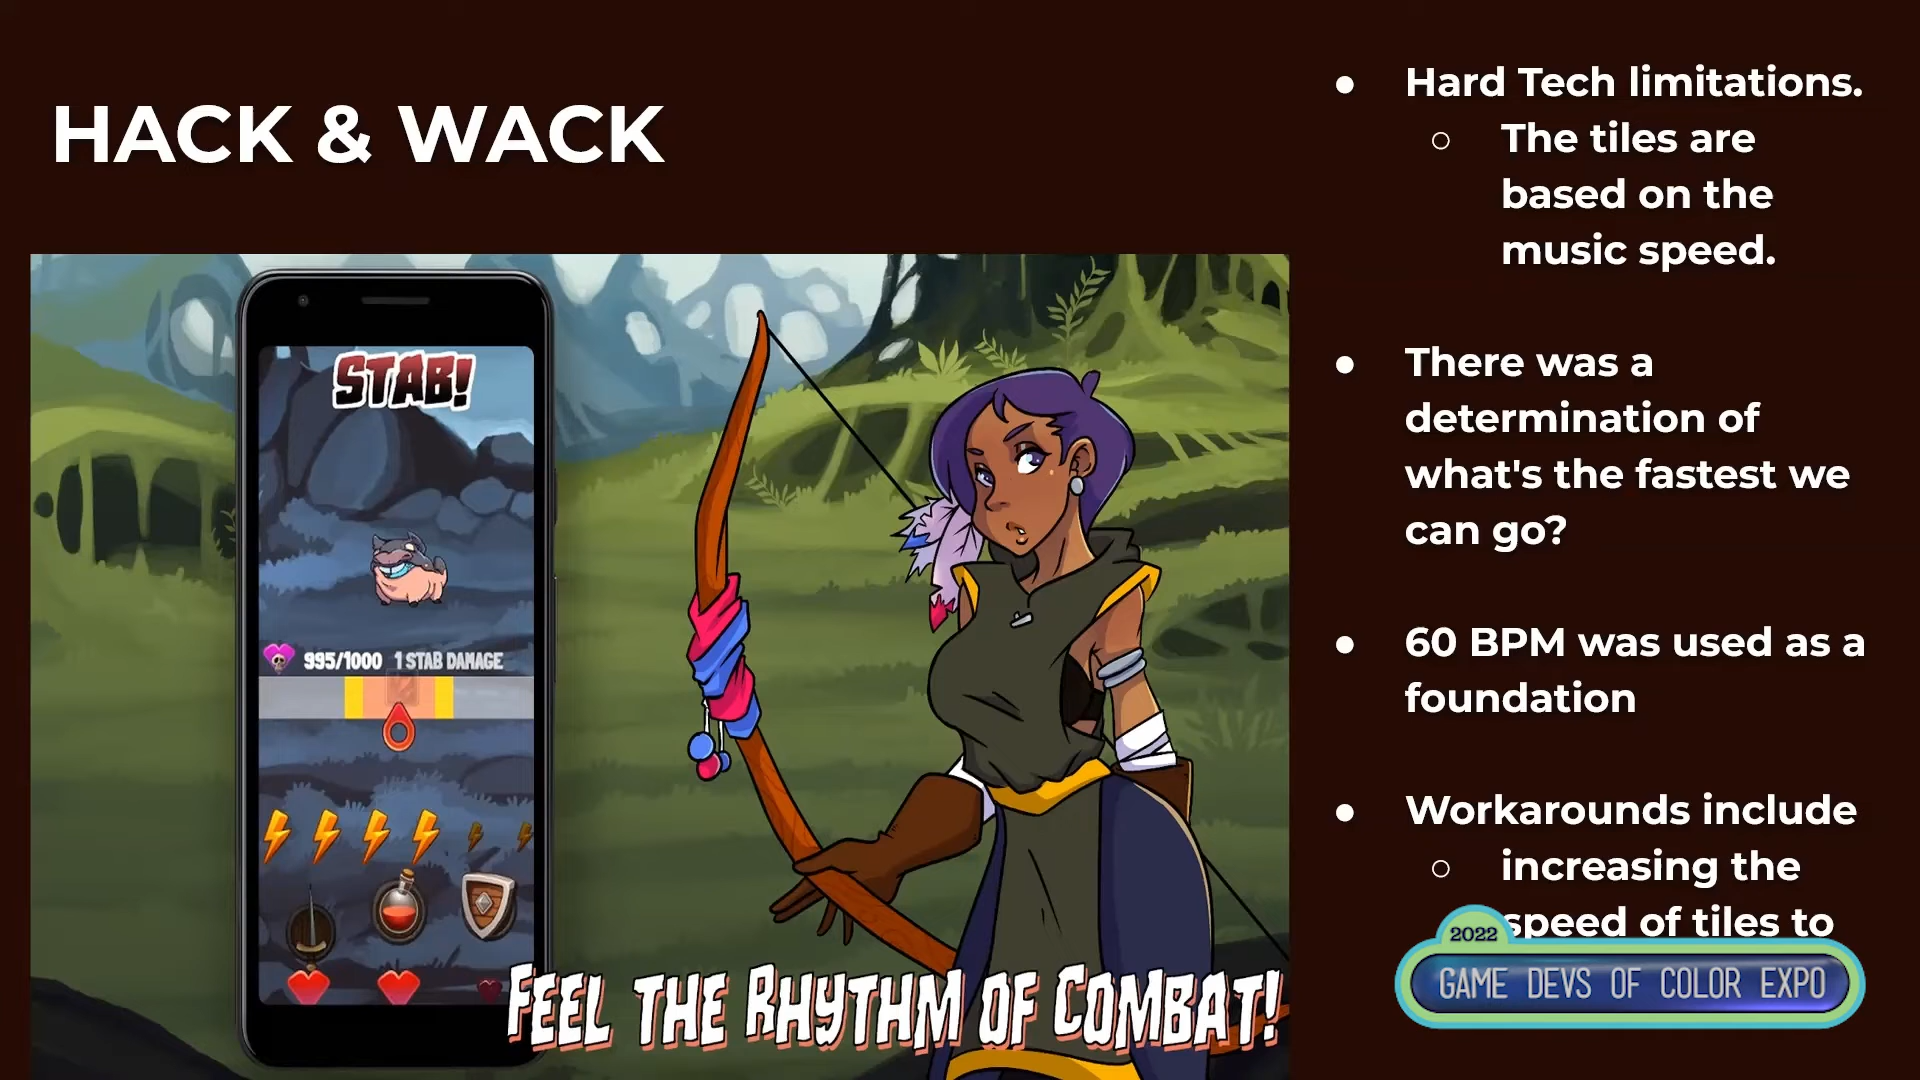 HACK & WACK
STAB!
995/1000 1 STAB DAMAGE
FEEL THE RHYTHM OF COMBAT!
● Hard Tech limitations.
○ The tiles are
based on the
music speed.
● There was a
determination of
what's the fastest we
can go?
● 60 BPM was used as a
foundation
● Workarounds include
○ increasing the
speed of tiles to
2022
GAME DEVS OF COLOR EXPO